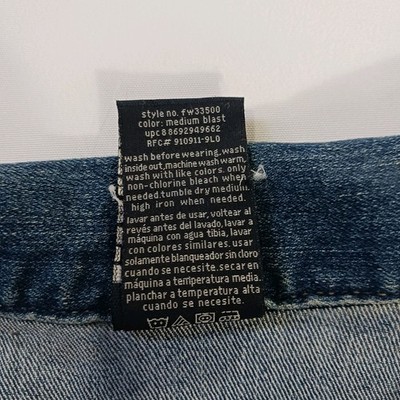 style no. fw33500
color: medium blast
upc 88692949662
RFC# 910911-9L0
wash before wearing, wash
inside out, machine wash warm,
wash with like colors. only
non-chlorine bleach when
needed. tumble dry medium.
high iron when needed.
lavar antes de usar, voltear al
reyés antes del lavado, lavar a
máquina con agua tibia, lavar
con colores similares. usar
solamente blanqueador sin cloro
cuando se necesite. secar en
máquina a temperatura media.
planchar a temperatura alta
cuando se necesite.